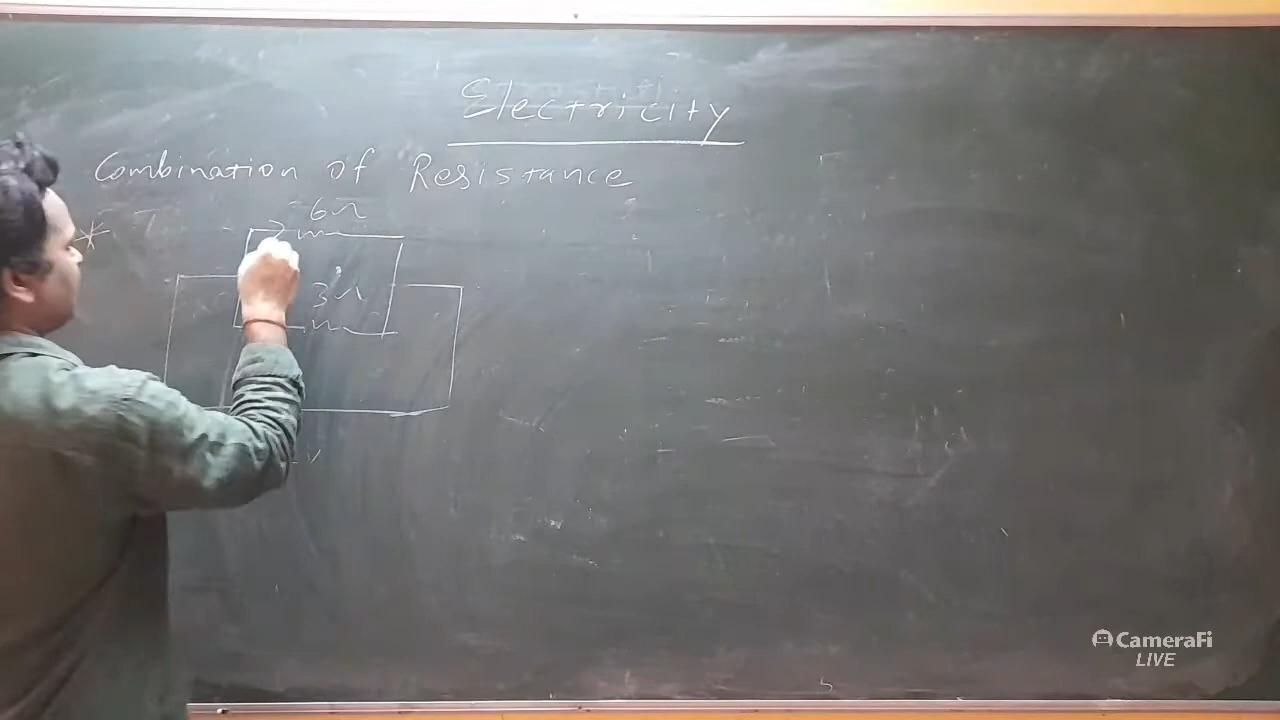 Electricity
Combination of Resistance
*
6Ω
3Ω
CameraFi
LIVE